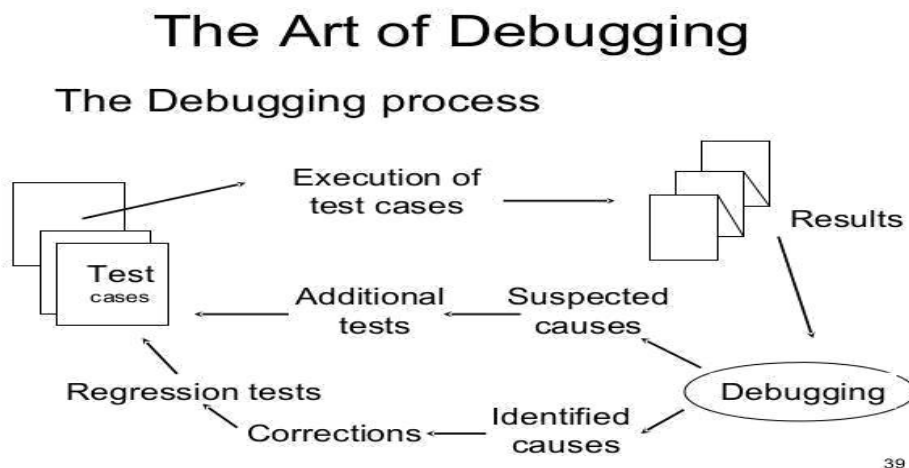 The Art of Debugging
The Debugging process
Execution of
test cases
Results
Test
cases
Additional
tests
Suspected
causes
Debugging
Regression tests
Identified
causes
Corrections
39